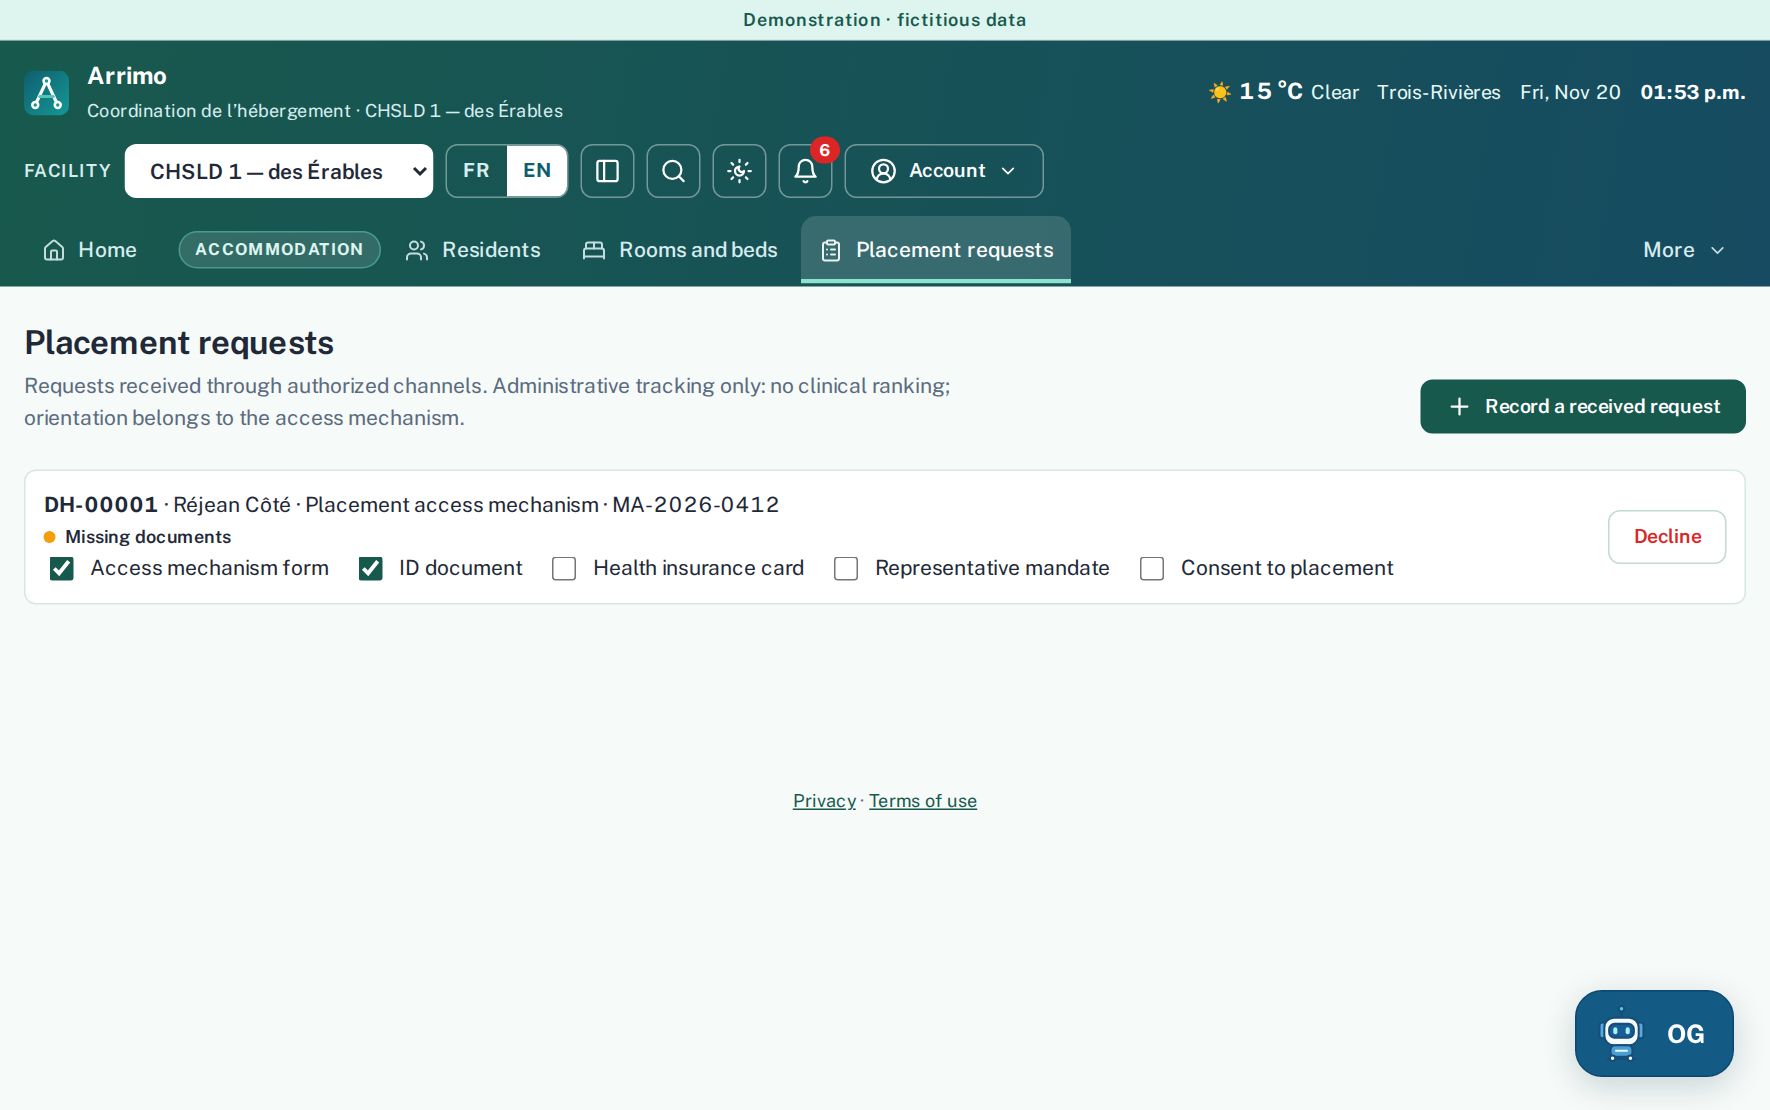 Demonstration · fictitious data
Arrimo
Coordination de l'hébergement · CHSLD 1 — des Érables
15 °C Clear Trois-Rivières Fri, Nov 20 01:53 p.m.
FACILITY CHSLD 1 — des Érables FR EN 6 Account
Home ACCOMMODATION Residents Rooms and beds Placement requests More
Placement requests
Requests received through authorized channels. Administrative tracking only: no clinical ranking;
orientation belongs to the access mechanism.
Record a received request
DH-00001 · Réjean Côté · Placement access mechanism · MA-2026-0412
Missing documents
Access mechanism form ID document Health insurance card Representative mandate Consent to placement
Decline
Privacy · Terms of use
OG